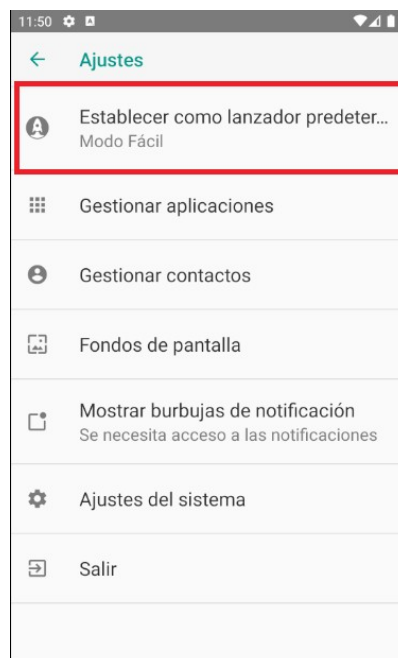 11:50
Ajustes
Establecer como lanzador predeter...
Modo Fácil
Gestionar aplicaciones
Gestionar contactos
Fondos de pantalla
Mostrar burbujas de notificación
Se necesita acceso a las notificaciones
Ajustes del sistema
Salir